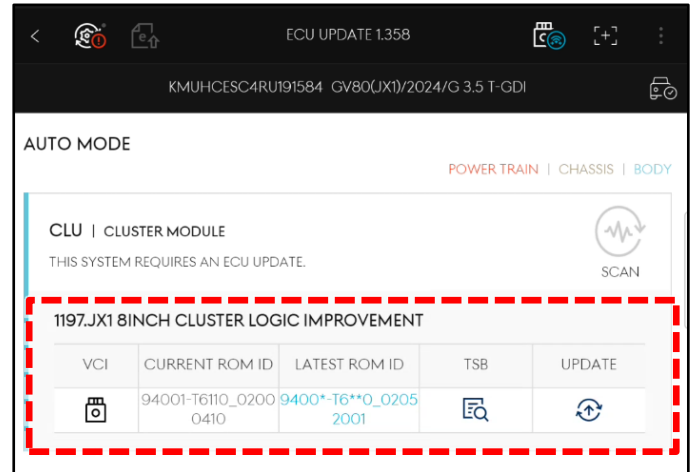 ECU UPDATE 1.358
KMUHCESC4RU191584 GV80(JX1)/2024/G 3.5 T-GDI
AUTO MODE
POWER TRAIN | CHASSIS | BODY
CLU | CLUSTER MODULE
THIS SYSTEM REQUIRES AN ECU UPDATE.
SCAN
1197.JX1 8INCH CLUSTER LOGIC IMPROVEMENT
VCI CURRENT ROM ID LATEST ROM ID TSB UPDATE
94001-T6110_0200 9400*-T6**0_0205
0410 2001